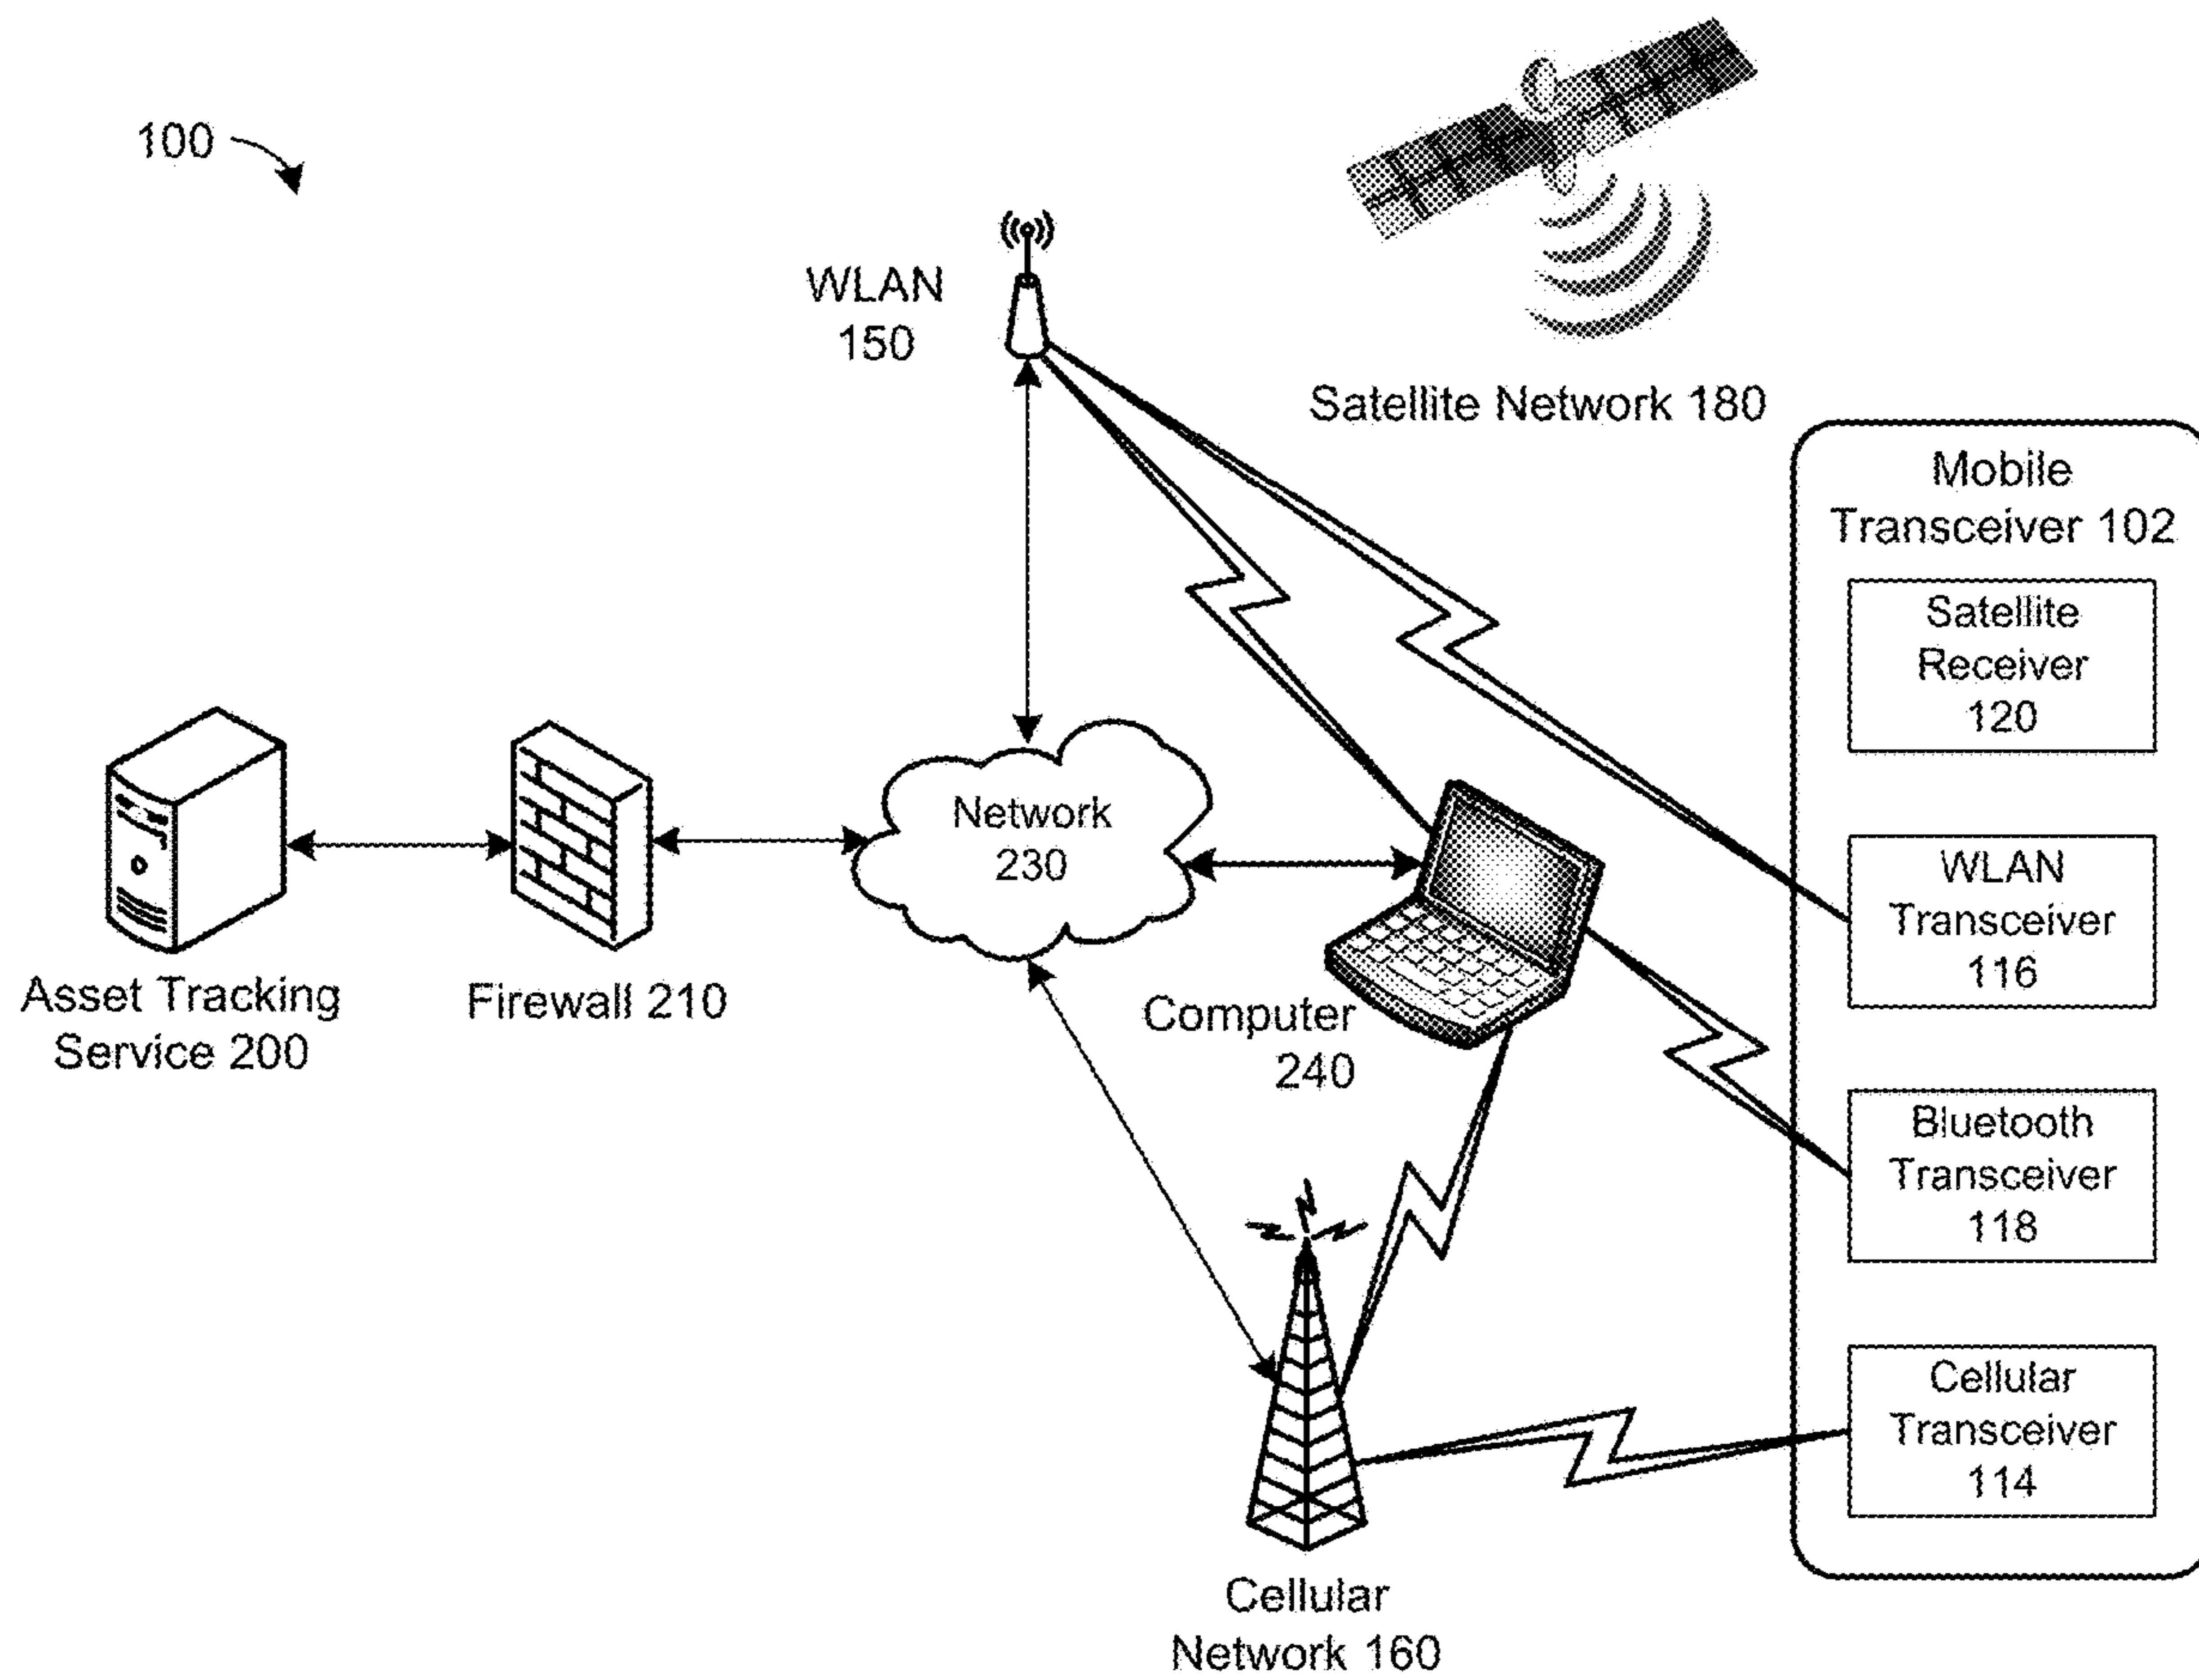 100
WLAN
150
Satellite Network 180
Mobile
Transceiver 102
Satellite
Receiver
120
WLAN
Transceiver
116
Bluetooth
Transceiver
118
Cellular
Transceiver
114
Network
230
Asset Tracking
Service 200
Firewall 210
Computer
240
Cellular
Network 160